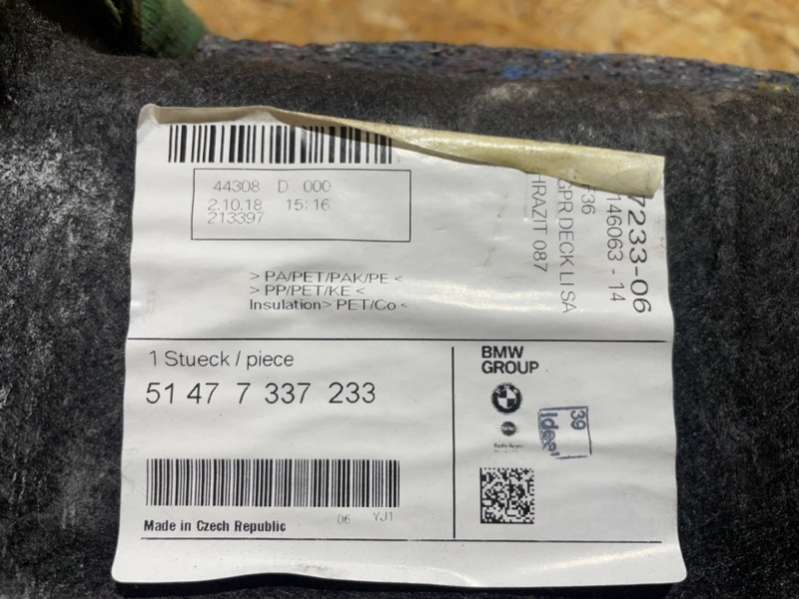 44308 D.000
2.10.18 15:16
213397
> PA/PET/PAK/PE <
> PP/PET/KE <
Insulation> PET/Co <
7233-06
146063 - 14
F36
GPR DECK LI SA
HRAZIT 087
1 Stueck / piece
51 47 7 337 233
BMW
GROUP
39
idea
Made in Czech Republic
06 YJ1